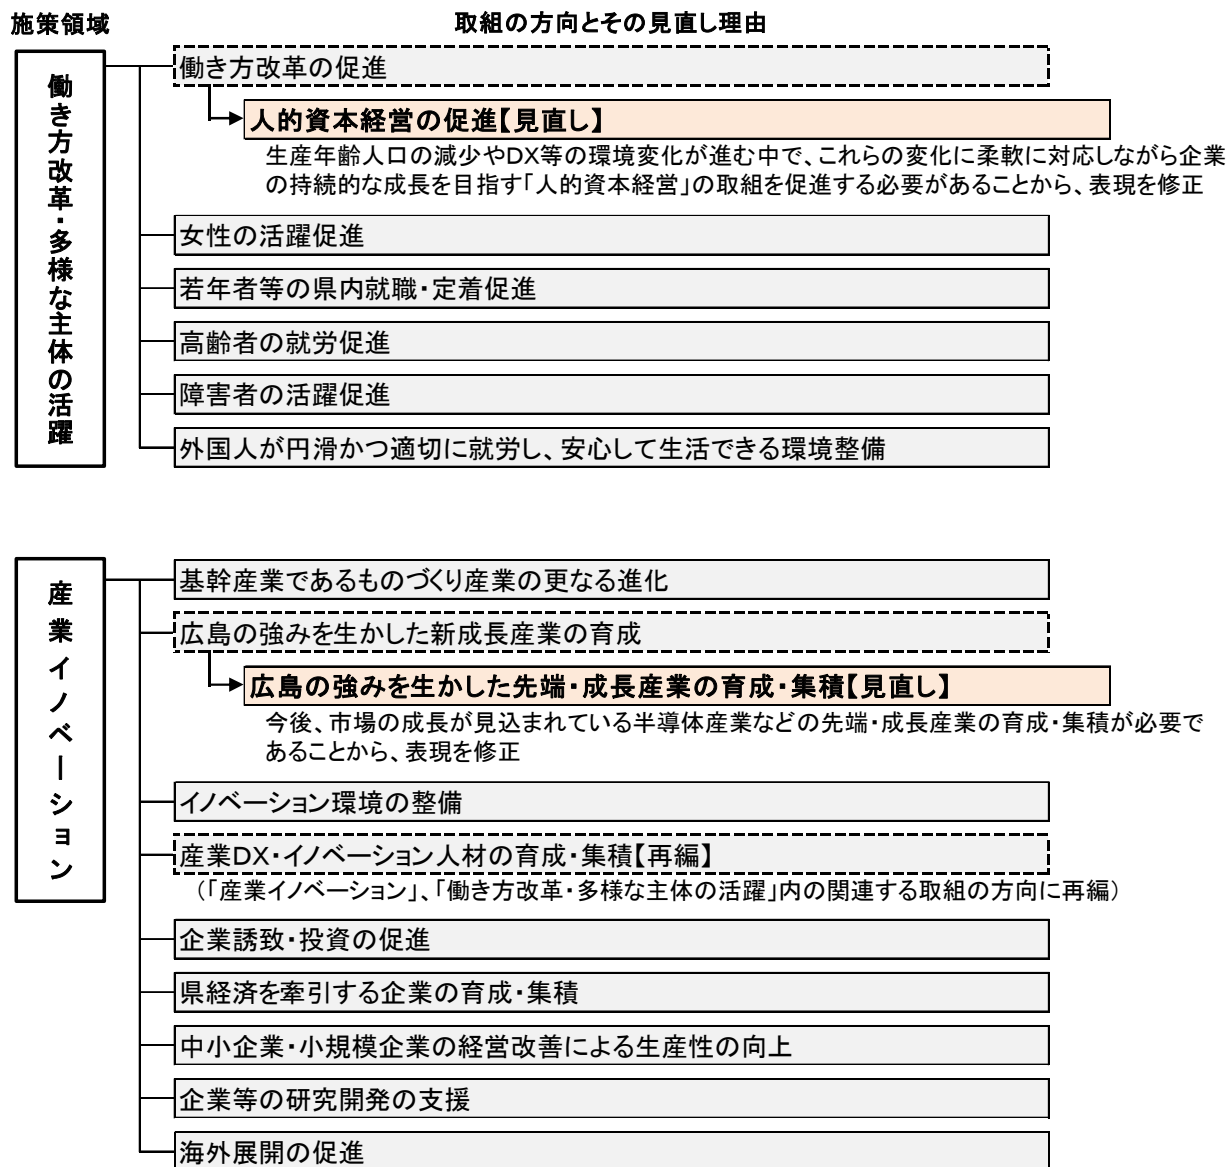 施策領域
取組の方向とその見直し理由
働き方改革・多様な主体の活躍
働き方改革の促進
人的資本経営の促進【見直し】
生産年齢人口の減少やDX等の環境変化が進む中で、これらの変化に柔軟に対応しながら企業
の持続的な成長を目指す「人的資本経営」の取組を促進する必要があることから、表現を修正
女性の活躍促進
若年者等の県内就職・定着促進
高齢者の就労促進
障害者の活躍促進
外国人が円滑かつ適切に就労し、安心して生活できる環境整備
産業イノベーション
基幹産業であるものづくり産業の更なる進化
広島の強みを生かした新成長産業の育成
広島の強みを生かした先端・成長産業の育成・集積【見直し】
今後、市場の成長が見込まれている半導体産業などの先端・成長産業の育成・集積が必要で
あることから、表現を修正
イノベーション環境の整備
産業DX・イノベーション人材の育成・集積【再編】
（「産業イノベーション」、「働き方改革・多様な主体の活躍」内の関連する取組の方向に再編）
企業誘致・投資の促進
県経済を牽引する企業の育成・集積
中小企業・小規模企業の経営改善による生産性の向上
企業等の研究開発の支援
海外展開の促進